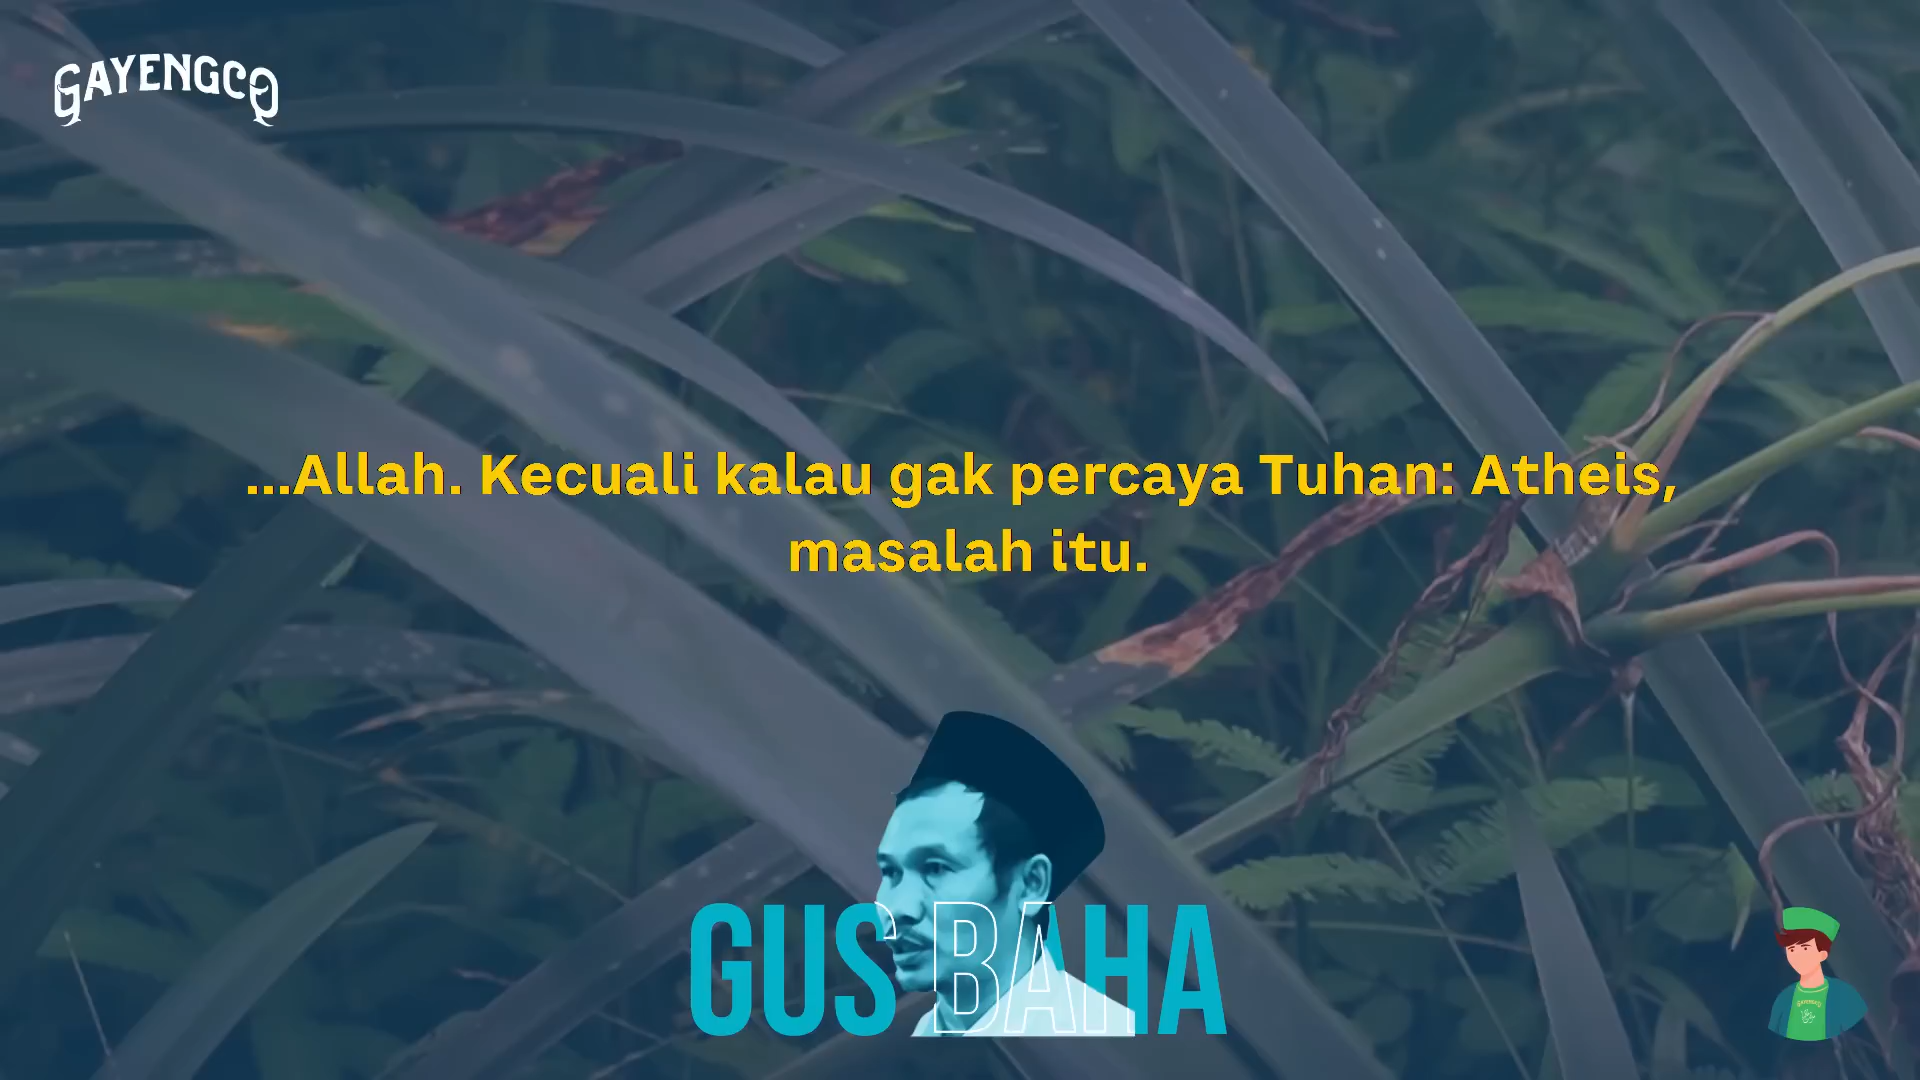 GAYENGCO
...Allah. Kecuali kalau gak percaya Tuhan: Atheis,
masalah itu.
GUS BAHA